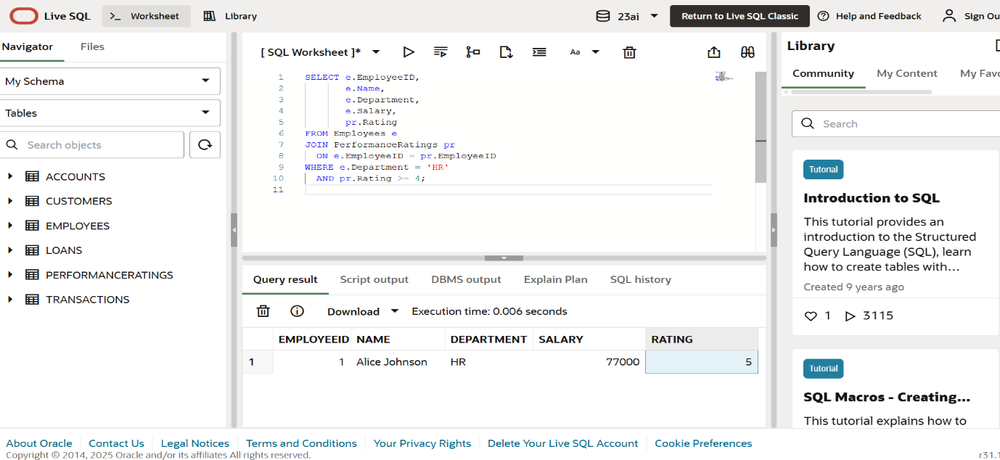 Live SQL
>_ Worksheet
Library
23ai
Return to Live SQL Classic
Help and Feedback
Sign Ou
Navigator
Files
My Schema
Tables
Search objects
ACCOUNTS
CUSTOMERS
EMPLOYEES
LOANS
PERFORMANCERATINGS
TRANSACTIONS
[ SQL Worksheet ]*
Aa
1 SELECT e.EmployeeID,
2 e.Name,
3 e.Department,
4 e.Salary,
5 pr.Rating
6 FROM Employees e
7 JOIN PerformanceRatings pr
8 ON e.EmployeeID = pr.EmployeeID
9 WHERE e.Department = 'HR'
10 AND pr.Rating >= 4;
11
Query result
Script output
DBMS output
Explain Plan
SQL history
Download
Execution time: 0.006 seconds
EMPLOYEEID NAME DEPARTMENT SALARY RATING
1 1 Alice Johnson HR 77000 5
Library
Community
My Content
My Favo
Search
Tutorial
Introduction to SQL
This tutorial provides an
introduction to the Structured
Query Language (SQL), learn
how to create tables with...
Created 9 years ago
1 3115
Tutorial
SQL Macros - Creating...
This tutorial explains how to
About Oracle
Contact Us
Legal Notices
Terms and Conditions
Your Privacy Rights
Delete Your Live SQL Account
Cookie Preferences
Copyright © 2014, 2025 Oracle and/or its affiliates All rights reserved.
r31.1